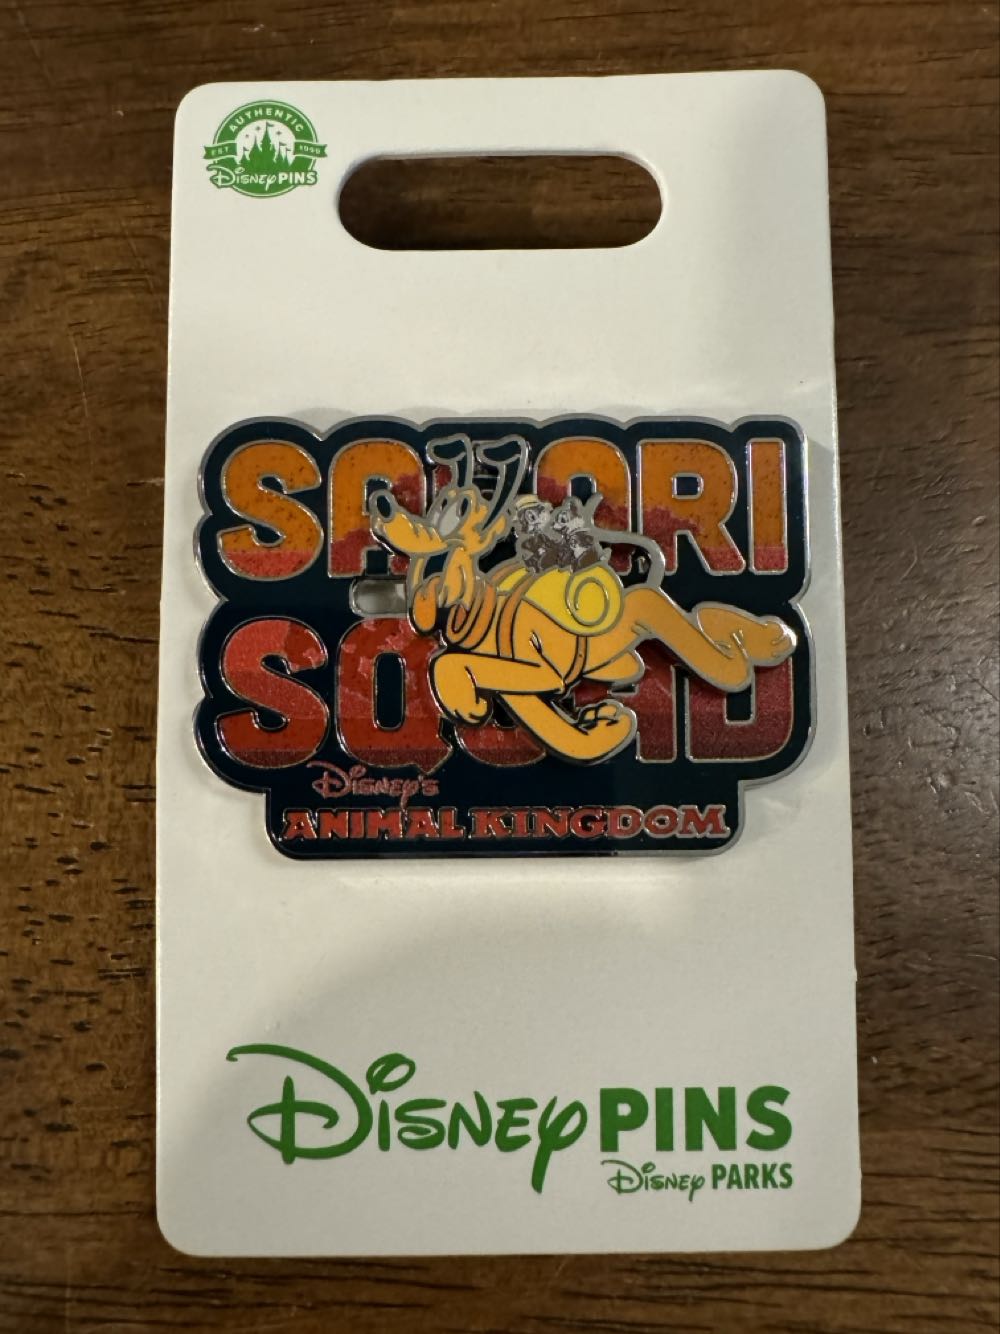 AUTHENTIC
EST 1999
Disney PINS
SAFARI
SQUAD
Disney's
ANIMAL KINGDOM
Disney PINS
Disney PARKS